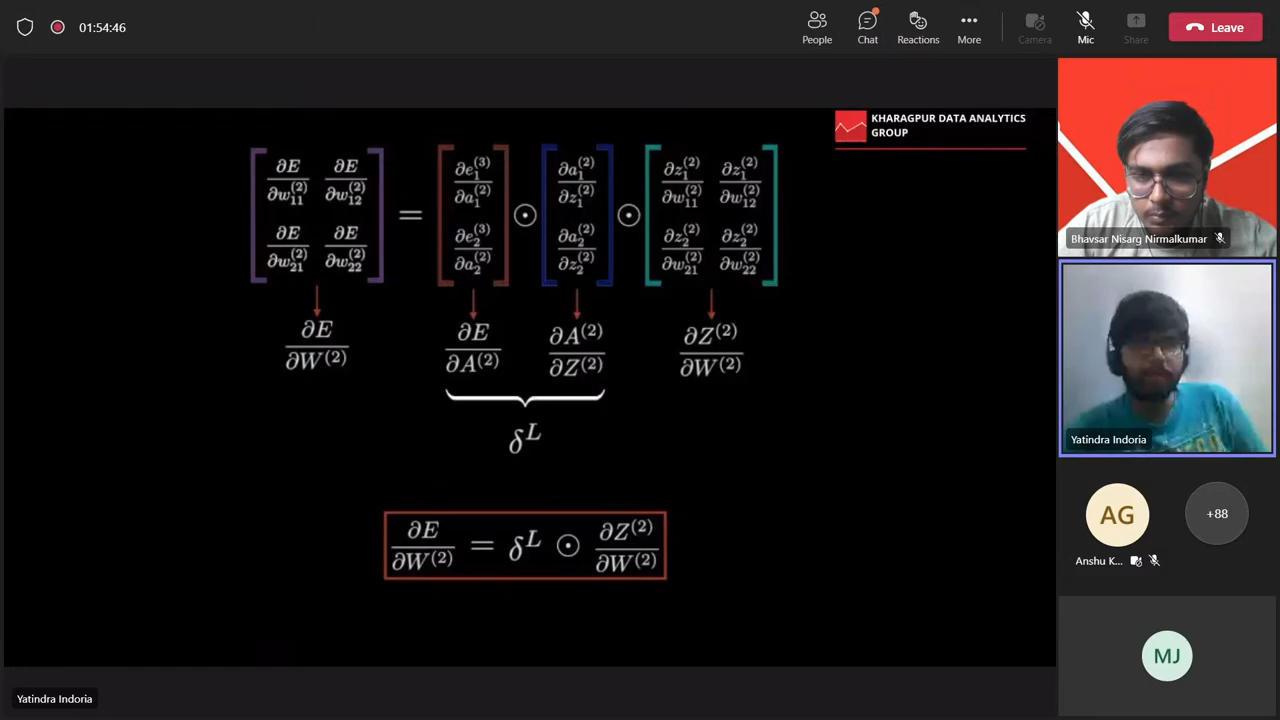 01:54:46
People
Chat
Reactions
More
Camera
Mic
Share
Leave
KHARAGPUR DATA ANALYTICS
GROUP
∂E/∂w₁₁⁽²⁾ ∂E/∂w₁₂⁽²⁾ = ∂e₁⁽³⁾/∂a₁⁽²⁾ ⊙ ∂a₁⁽²⁾/∂z₁⁽²⁾ ⊙ ∂z₁⁽²⁾/∂w₁₁⁽²⁾ ∂z₁⁽²⁾/∂w₁₂⁽²⁾
∂E/∂w₂₁⁽²⁾ ∂E/∂w₂₂⁽²⁾ ∂e₂⁽³⁾/∂a₂⁽²⁾ ∂a₂⁽²⁾/∂z₂⁽²⁾ ∂z₂⁽²⁾/∂w₂₁⁽²⁾ ∂z₂⁽²⁾/∂w₂₂⁽²⁾
∂E/∂W⁽²⁾ ∂E/∂A⁽²⁾ ∂A⁽²⁾/∂Z⁽²⁾ ∂Z⁽²⁾/∂W⁽²⁾
δᴸ
∂E/∂W⁽²⁾ = δᴸ ⊙ ∂Z⁽²⁾/∂W⁽²⁾
Bhavsar Nisarg Nirmalkumar
Yatindra Indoria
AG
+88
Anshu K...
MJ
Yatindra Indoria